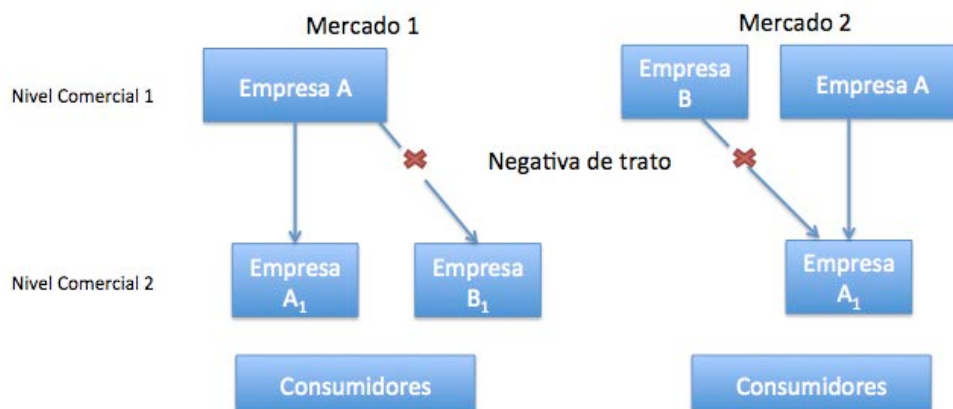 Mercado 1
Mercado 2
Nivel Comercial 1
Empresa A
Empresa
B
Empresa A
Negativa de trato
Nivel Comercial 2
Empresa
A₁
Empresa
B₁
Empresa
A₁
Consumidores
Consumidores